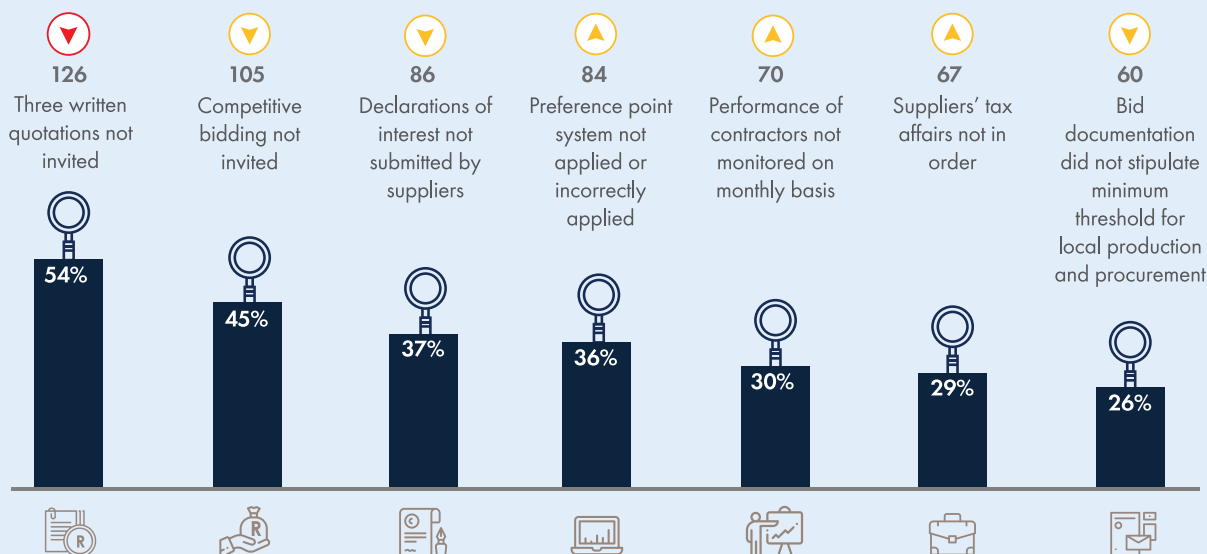 126
Three written
quotations not
invited
54%
105
Competitive
bidding not
invited
45%
86
Declarations of
interest not
submitted by
suppliers
37%
84
Preference point
system not
applied or
incorrectly
applied
36%
70
Performance of
contractors not
monitored on
monthly basis
30%
67
Suppliers’ tax
affairs not in
order
29%
60
Bid
documentation
did not stipulate
minimum
threshold for
local production
and procurement
26%
R
R
€